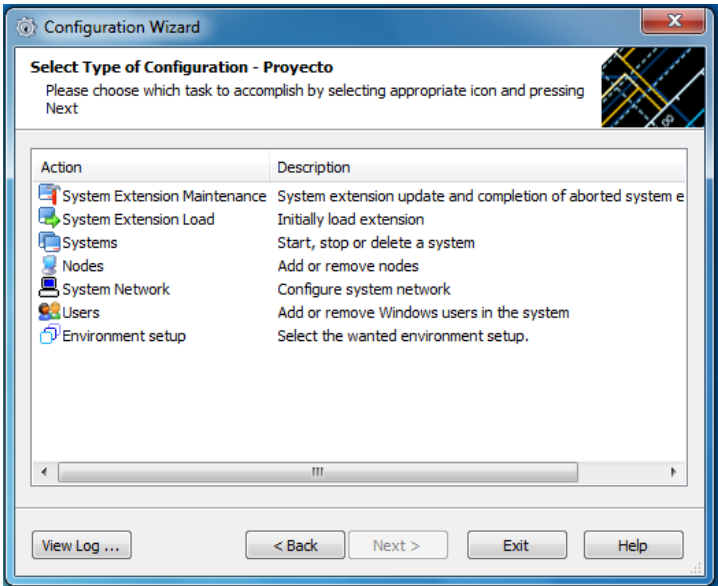 Configuration Wizard
Select Type of Configuration - Proyecto
Please choose which task to accomplish by selecting appropriate icon and pressing
Next
Action Description
System Extension Maintenance System extension update and completion of aborted system e
System Extension Load Initially load extension
Systems Start, stop or delete a system
Nodes Add or remove nodes
System Network Configure system network
Users Add or remove Windows users in the system
Environment setup Select the wanted environment setup.
View Log ... < Back Next > Exit Help